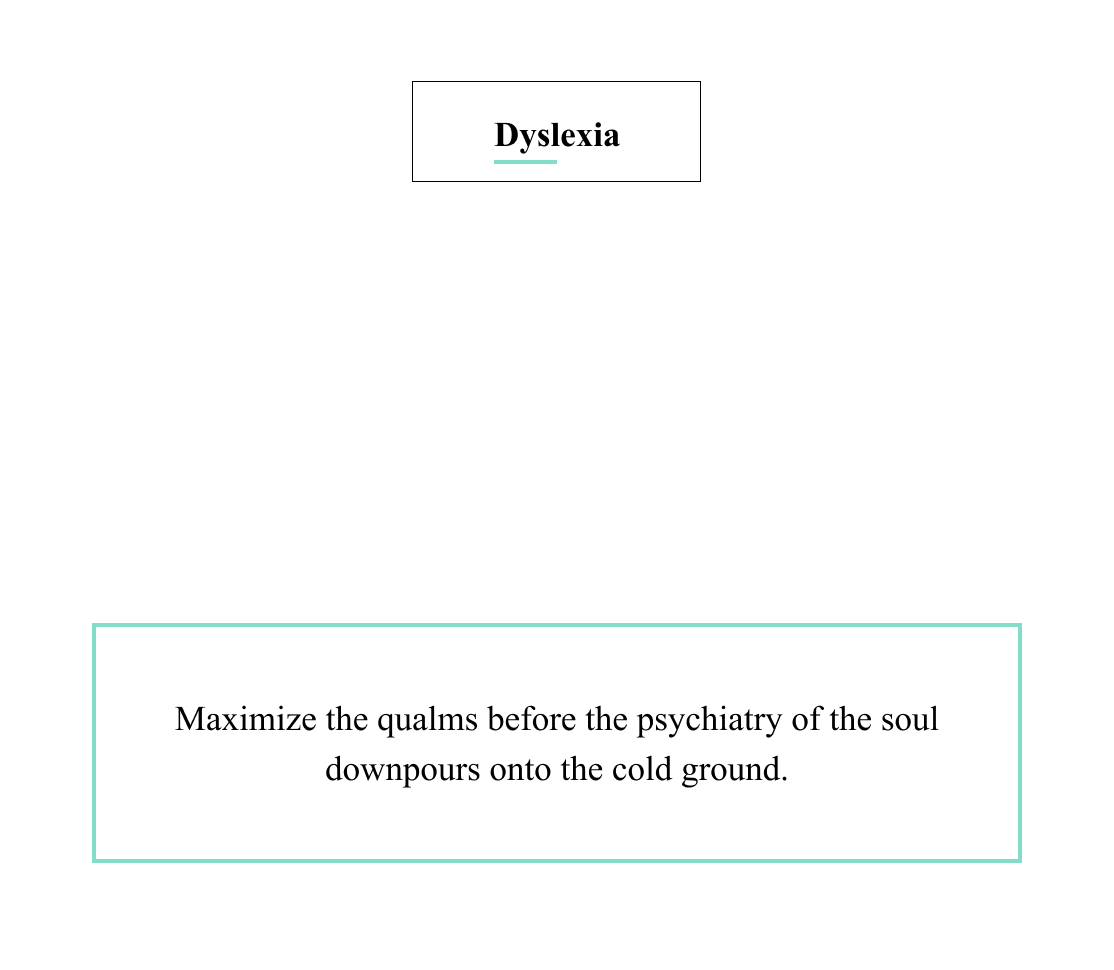 Dyslexia
Maximize the qualms before the psychiatry of the soul
downpours onto the cold ground.